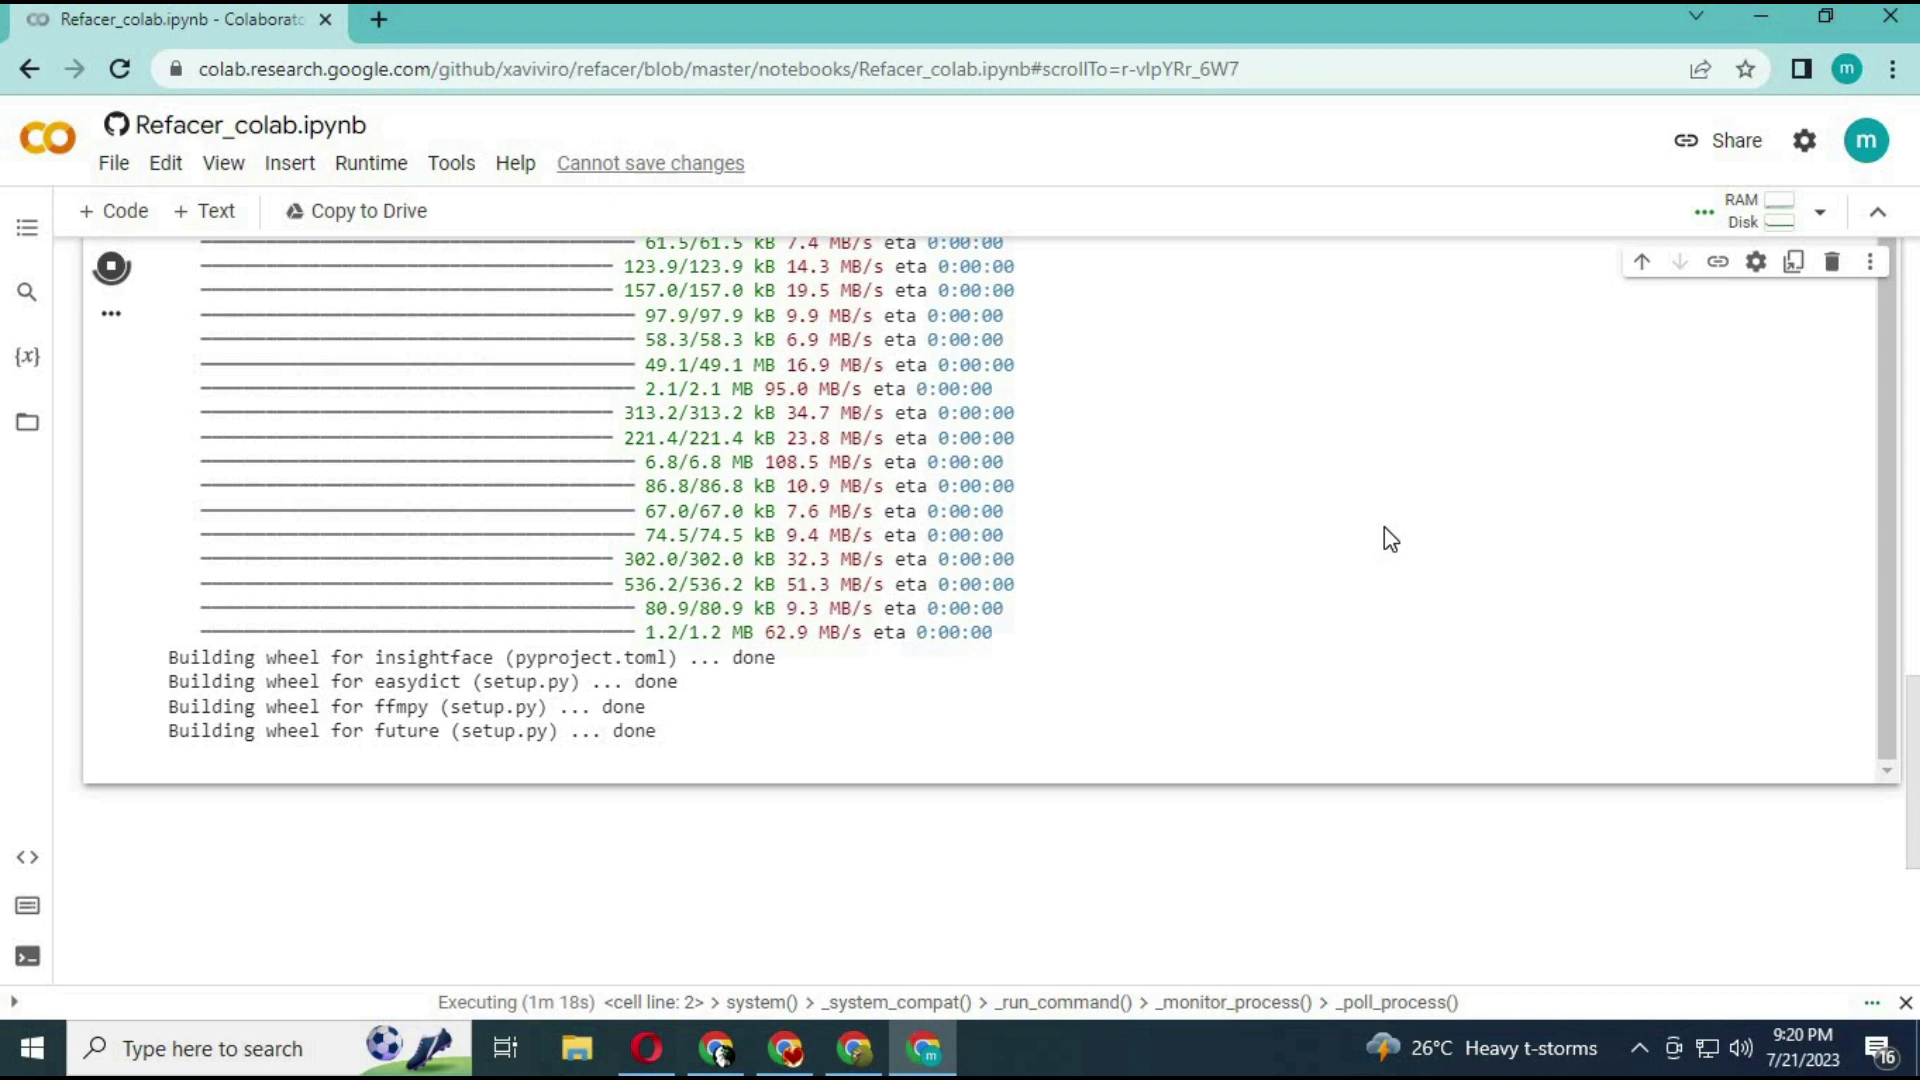 Refacer_colab.ipynb - Colaborato
colab.research.google.com/github/xaviviro/refacer/blob/master/notebooks/Refacer_colab.ipynb#scrollTo=r-vIpYRr_6W7
m
Refacer_colab.ipynb
Share
m
File Edit View Insert Runtime Tools Help Cannot save changes
+ Code + Text Copy to Drive
RAM
Disk
61.5/61.5 kB 7.4 MB/s eta 0:00:00
123.9/123.9 kB 14.3 MB/s eta 0:00:00
157.0/157.0 kB 19.5 MB/s eta 0:00:00
97.9/97.9 kB 9.9 MB/s eta 0:00:00
58.3/58.3 kB 6.9 MB/s eta 0:00:00
49.1/49.1 MB 16.9 MB/s eta 0:00:00
2.1/2.1 MB 95.0 MB/s eta 0:00:00
313.2/313.2 kB 34.7 MB/s eta 0:00:00
221.4/221.4 kB 23.8 MB/s eta 0:00:00
6.8/6.8 MB 108.5 MB/s eta 0:00:00
86.8/86.8 kB 10.9 MB/s eta 0:00:00
67.0/67.0 kB 7.6 MB/s eta 0:00:00
74.5/74.5 kB 9.4 MB/s eta 0:00:00
302.0/302.0 kB 32.3 MB/s eta 0:00:00
536.2/536.2 kB 51.3 MB/s eta 0:00:00
80.9/80.9 kB 9.3 MB/s eta 0:00:00
1.2/1.2 MB 62.9 MB/s eta 0:00:00
Building wheel for insightface (pyproject.toml) ... done
Building wheel for easydict (setup.py) ... done
Building wheel for ffmpy (setup.py) ... done
Building wheel for future (setup.py) ... done
{x}
Executing (1m 18s) <cell line: 2> > system() > _system_compat() > _run_command() > _monitor_process() > _poll_process()
Type here to search
m
26°C Heavy t-storms
9:20 PM
7/21/2023
16